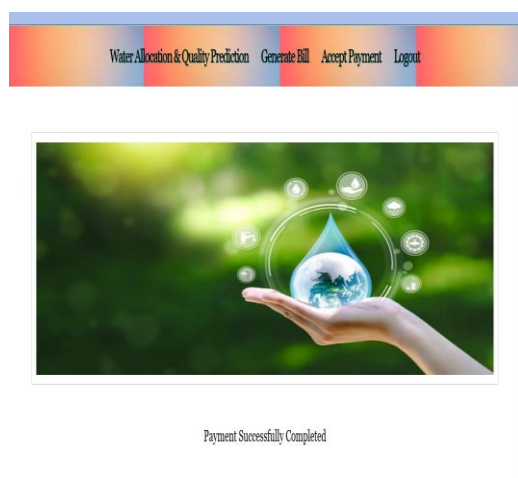 Water Allocation & Quality Prediction Generate Bill Accept Payment Logout
Payment Successfully Completed